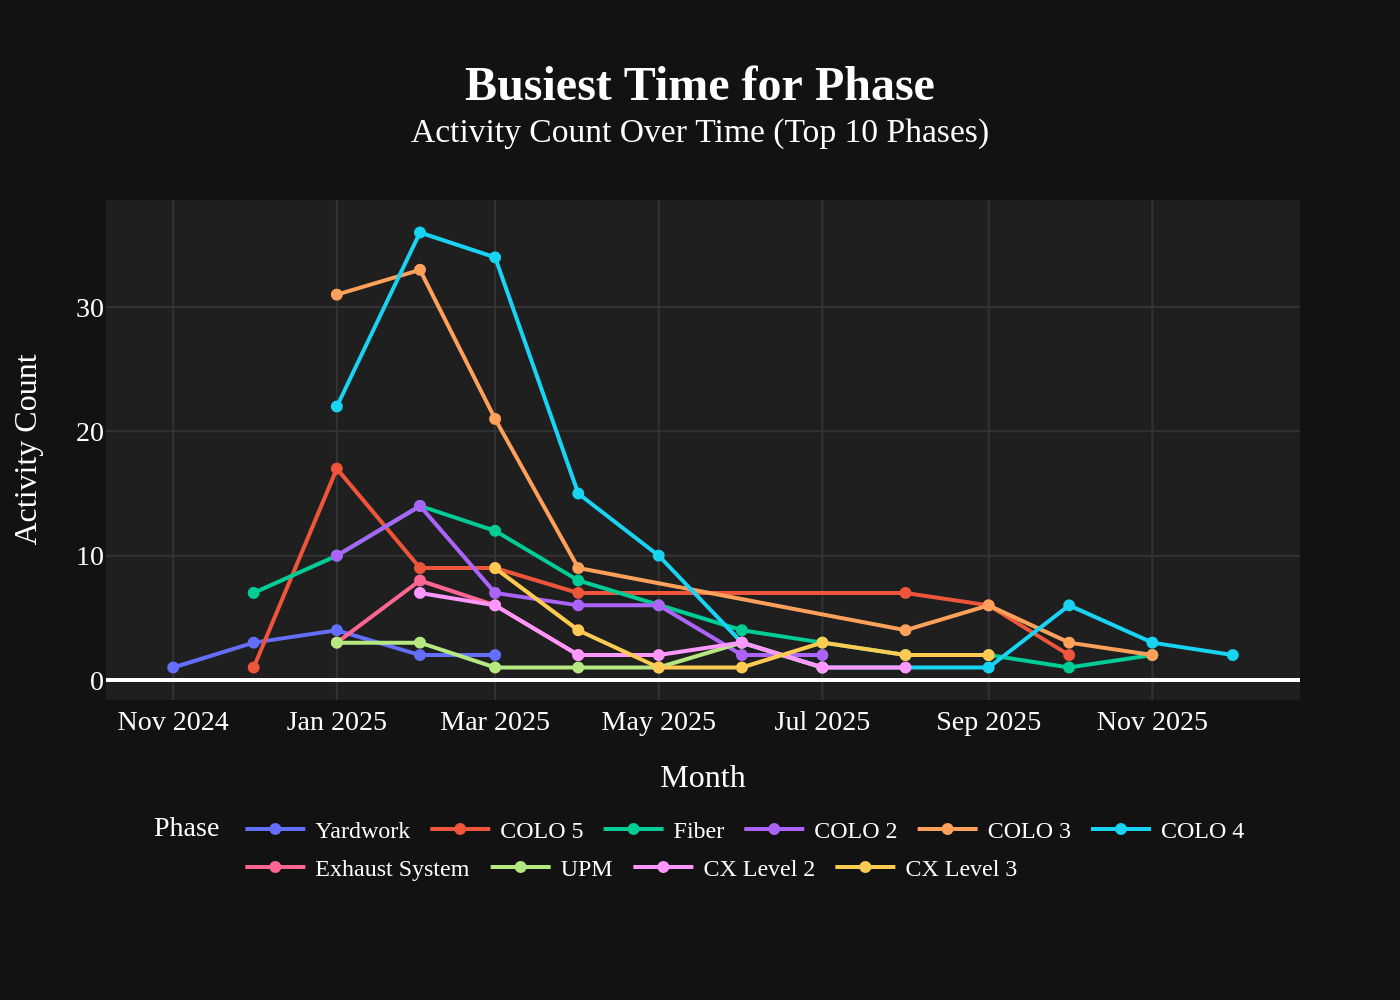 Busiest Time for Phase
Activity Count Over Time (Top 10 Phases)
Activity Count
30
20
10
0
Nov 2024 Jan 2025 Mar 2025 May 2025 Jul 2025 Sep 2025 Nov 2025
Month
Phase Yardwork COLO 5 Fiber COLO 2 COLO 3 COLO 4
Exhaust System UPM CX Level 2 CX Level 3